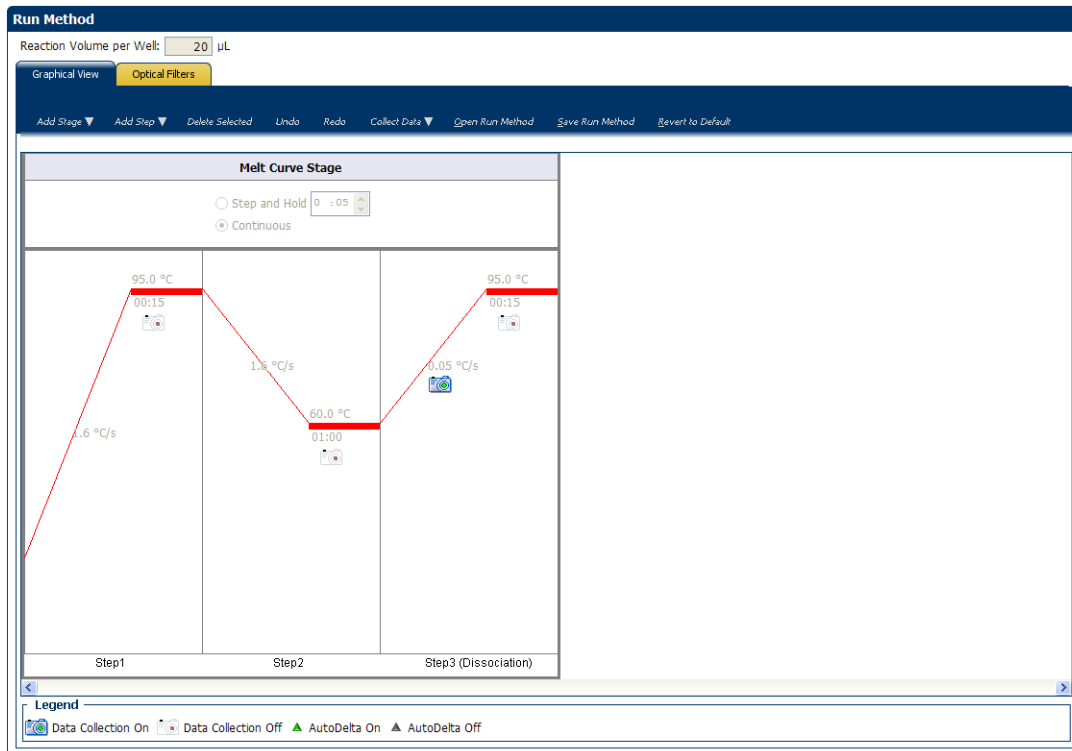 Run Method
Reaction Volume per Well: 20 µL
Graphical View Optical Filters
Add Stage Add Step Delete Selected Undo Redo Collect Data Open Run Method Save Run Method Revert to Default
Melt Curve Stage
Step and Hold 0 :05
Continuous
95.0 °C 95.0 °C
00:15 00:15
1.6 °C/s 0.05 °C/s
60.0 °C
1.6 °C/s 01:00
Step1 Step2 Step3 (Dissociation)
Legend
Data Collection On Data Collection Off AutoDelta On AutoDelta Off